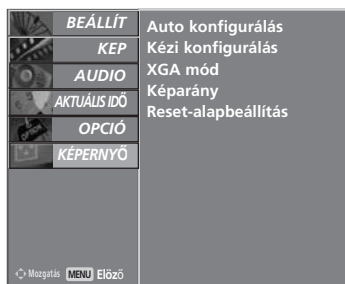 BEÁLLÍT
KEP
AUDIO
AKTUÁLIS IDŐ
OPCIÓ
KÉPERNYŐ
Auto konfigurálás
Kézi konfigurálás
XGA mód
Képarány
Reset-alapbeállítás
Mozgatás MENU Előző